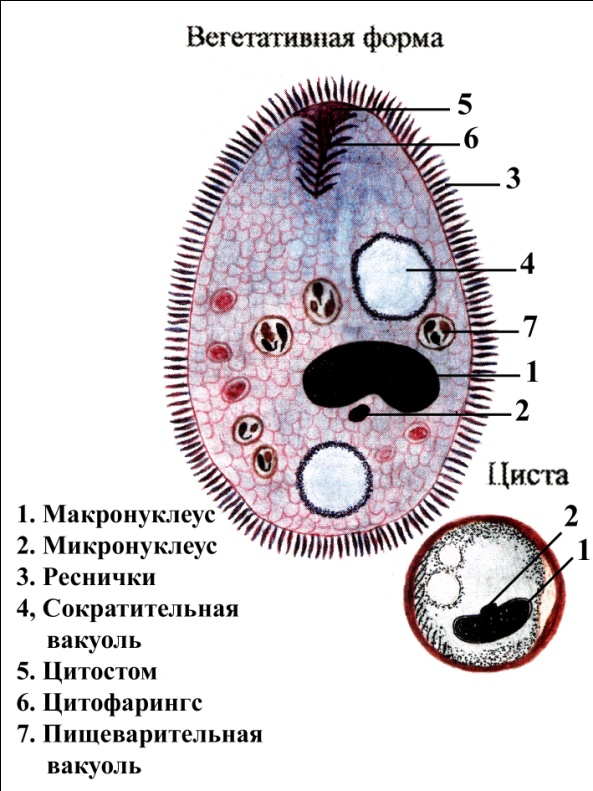 Вегетативная форма
5
6
3
4
7
1
2
Циста
2
1
1. Макронуклеус
2. Микронуклеус
3. Реснички
4, Сократительная
вакуоль
5. Цитостом
6. Цитофарингс
7. Пищеварительная
вакуоль